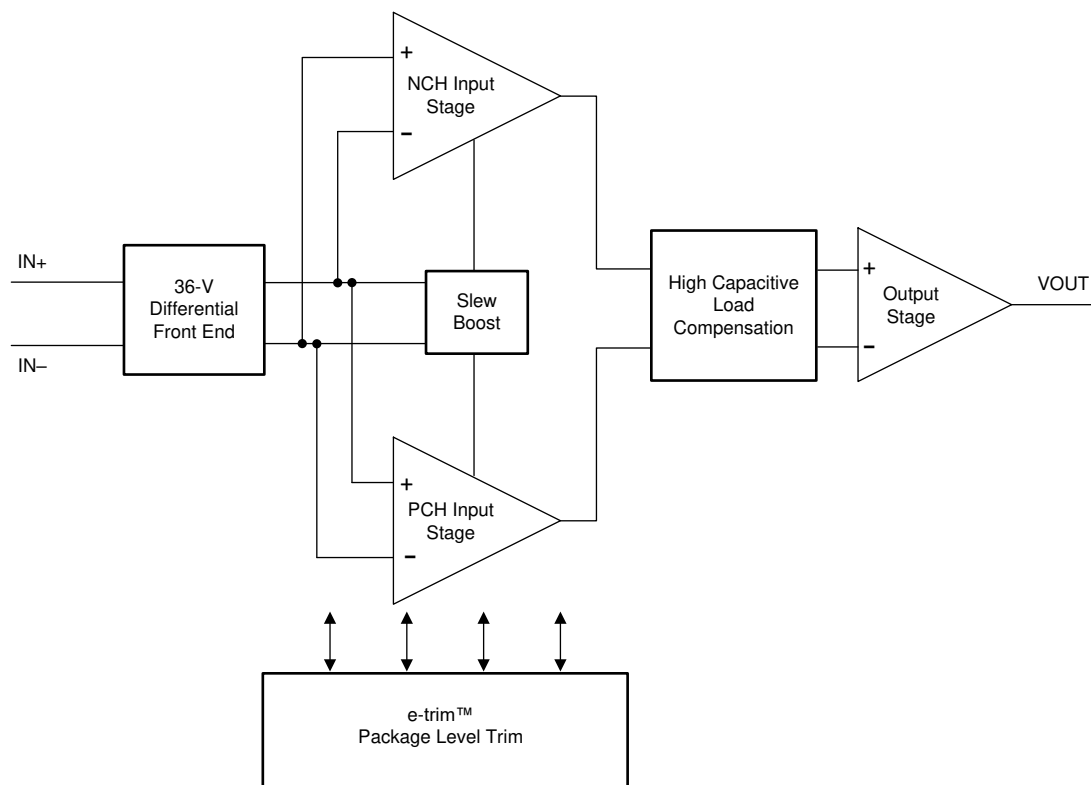 +
NCH Input
Stage
–
IN+
IN–
36-V
Differential
Front End
Slew
Boost
High Capacitive
Load
Compensation
+
Output
Stage
–
VOUT
+
PCH Input
Stage
–
e-trim™
Package Level Trim